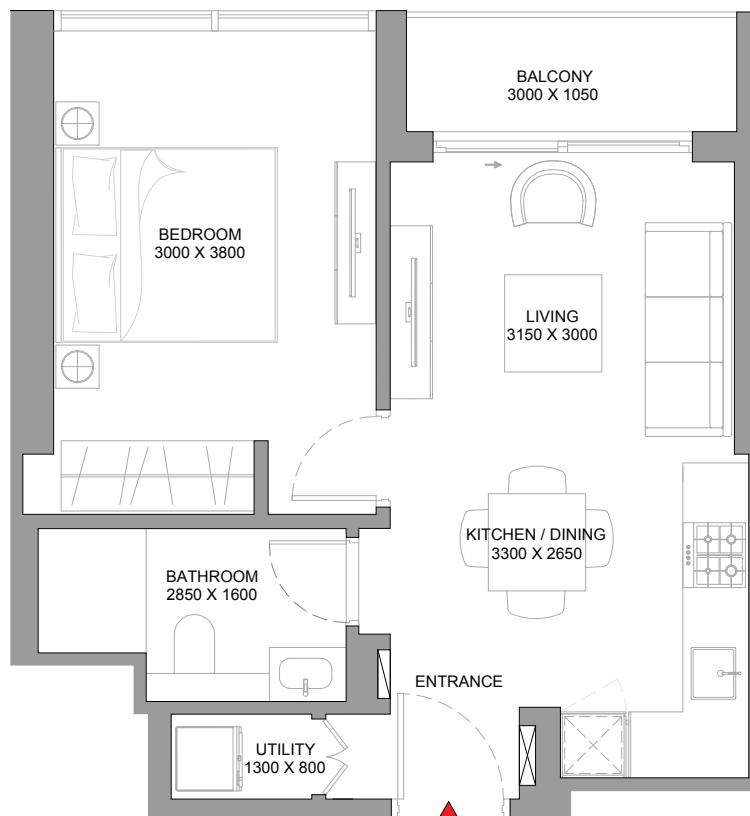 BALCONY
3000 X 1050
BEDROOM
3000 X 3800
LIVING
3150 X 3000
KITCHEN / DINING
3300 X 2650
BATHROOM
2850 X 1600
ENTRANCE
UTILITY
1300 X 800